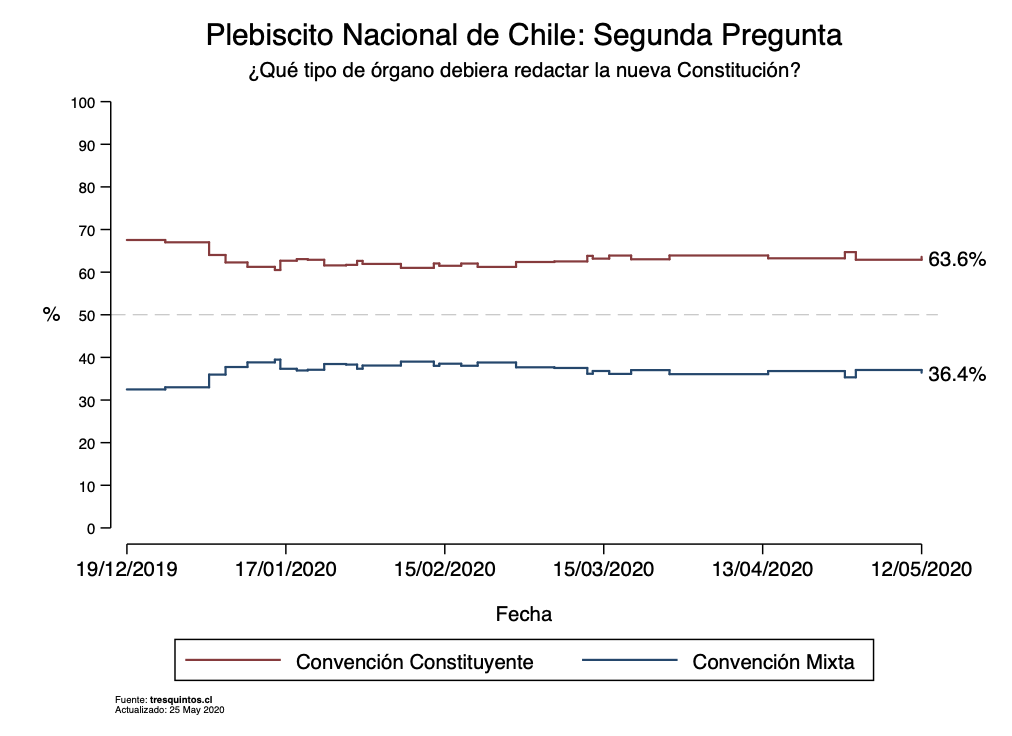 Plebiscito Nacional de Chile: Segunda Pregunta
¿Qué tipo de órgano debiera redactar la nueva Constitución?
100
90
80
70
60
50
40
30
20
10
0
%
63.6%
36.4%
19/12/2019 17/01/2020 15/02/2020 15/03/2020 13/04/2020 12/05/2020
Fecha
Convención Constituyente Convención Mixta
Fuente: tresquintos.cl
Actualizado: 25 May 2020